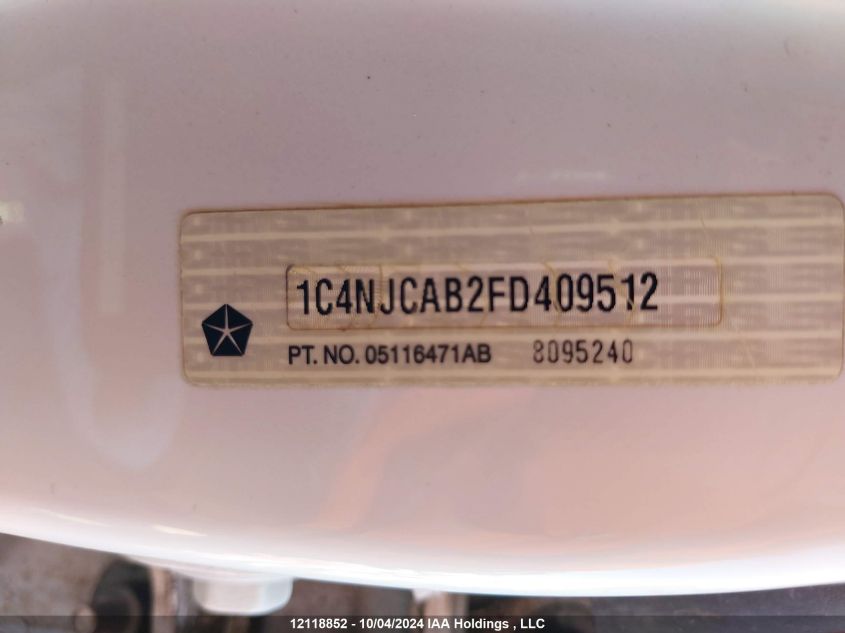 1C4NJCAB2FD409512
PT. NO. 05116471AB 8095240
12118852 - 10/04/2024 IAA Holdings , LLC